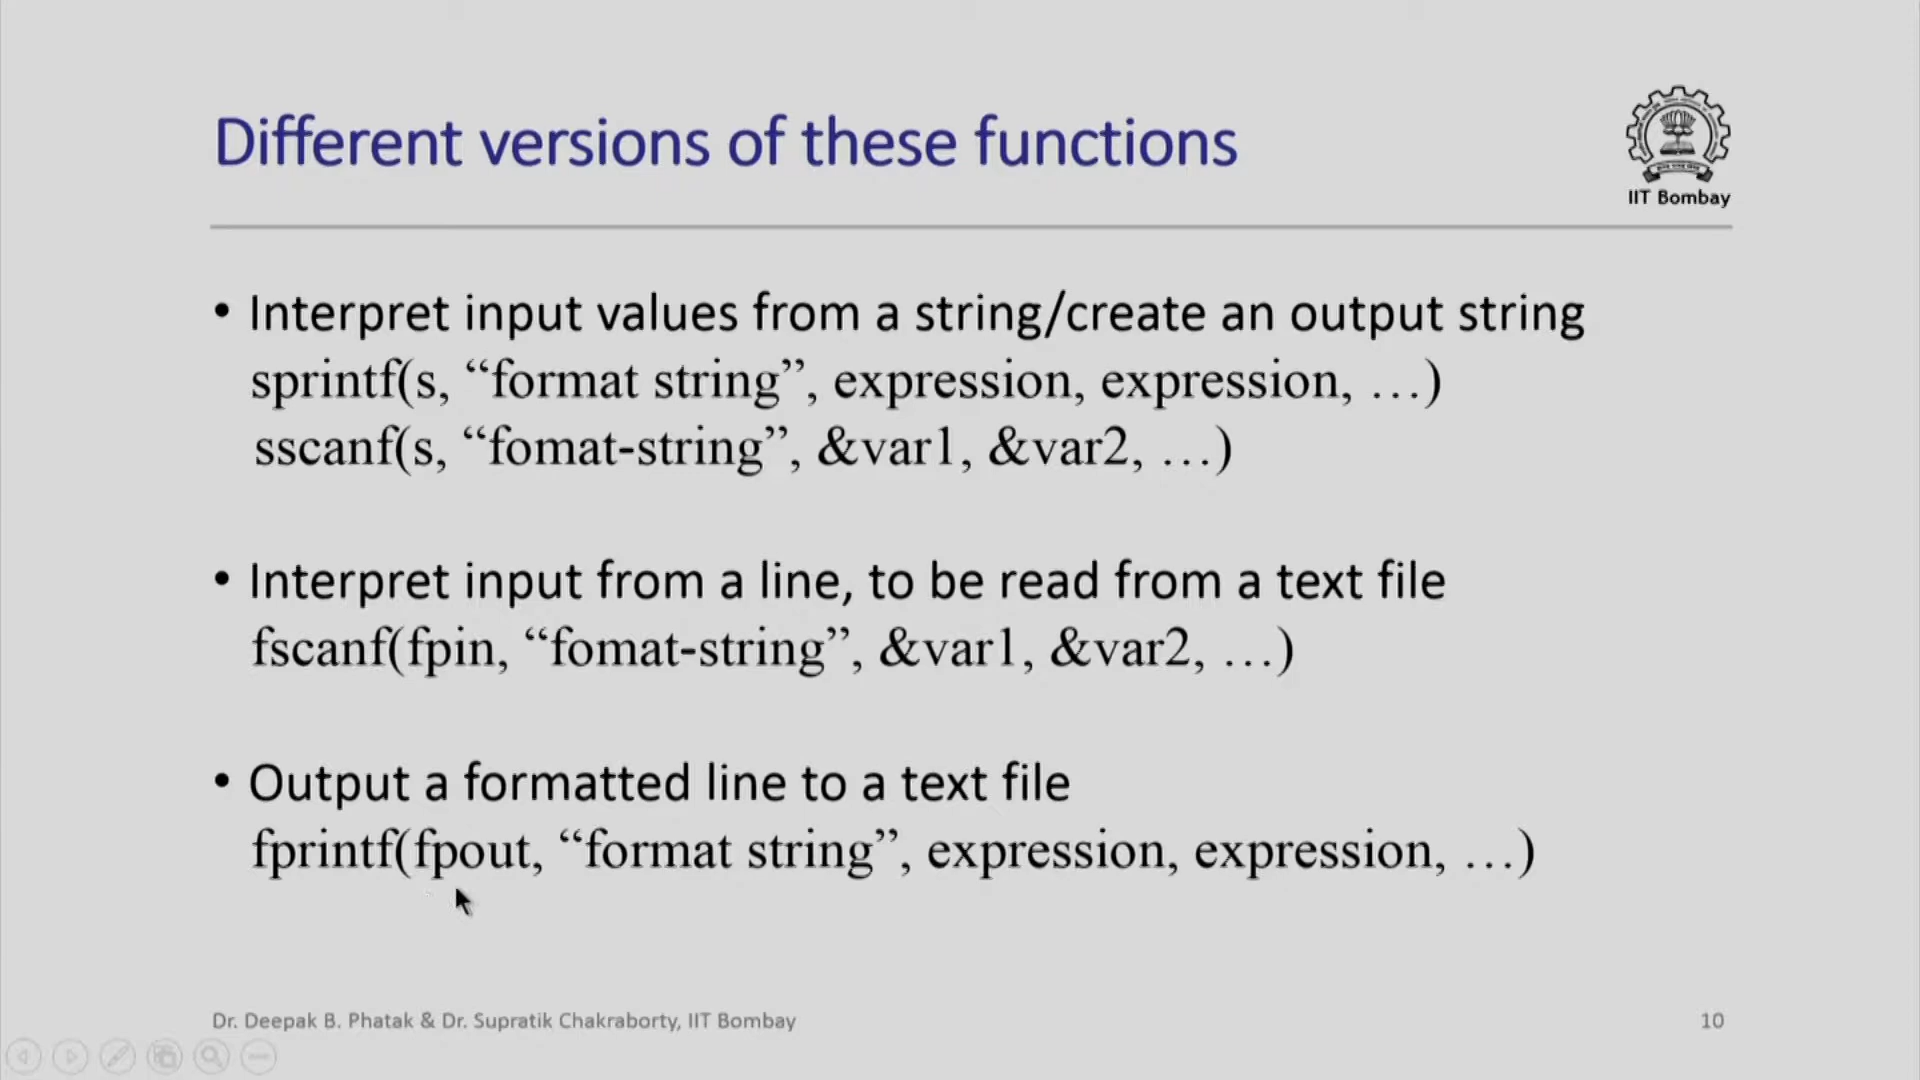 Different versions of these functions
IIT Bombay
• Interpret input values from a string/create an output string
sprintf(s, “format string”, expression, expression, …)
sscanf(s, “fomat-string”, &var1, &var2, …)
• Interpret input from a line, to be read from a text file
fscanf(fpin, “fomat-string”, &var1, &var2, …)
• Output a formatted line to a text file
fprintf(fpout, “format string”, expression, expression, …)
Dr. Deepak B. Phatak & Dr. Supratik Chakraborty, IIT Bombay
10